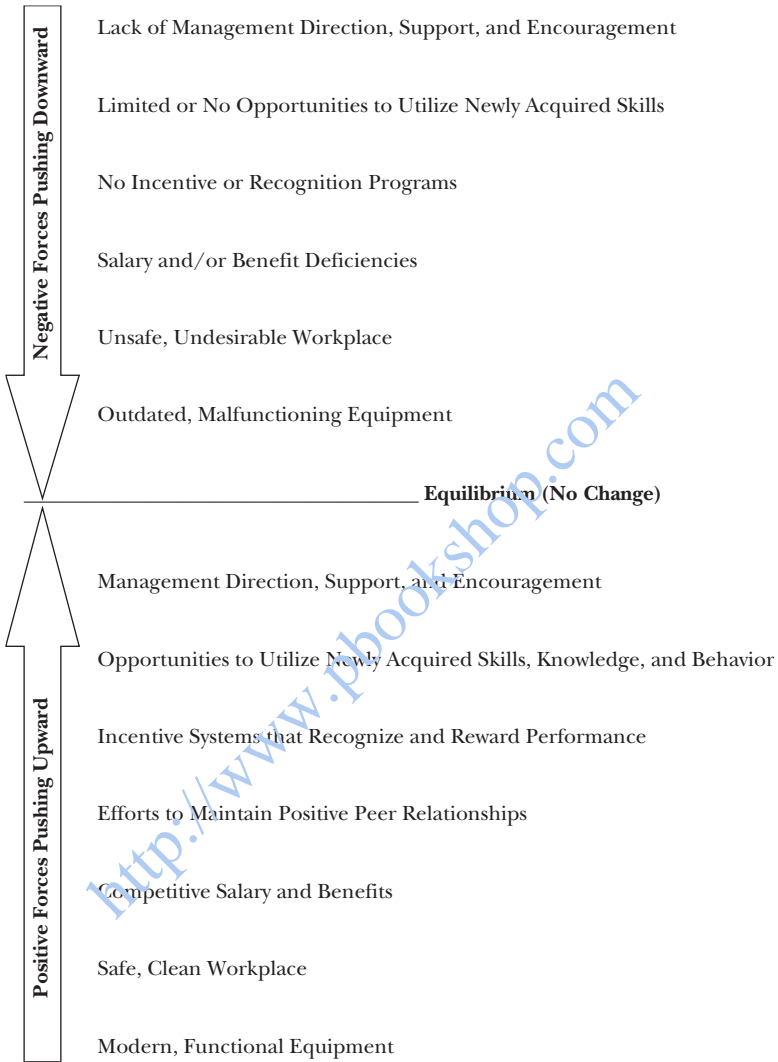 Negative Forces Pushing Downward
Lack of Management Direction, Support, and Encouragement
Limited or No Opportunities to Utilize Newly Acquired Skills
No Incentive or Recognition Programs
Salary and/or Benefit Deficiencies
Unsafe, Undesirable Workplace
Outdated, Malfunctioning Equipment
Equilibrium (No Change)
Positive Forces Pushing Upward
Management Direction, Support, and Encouragement
Opportunities to Utilize Newly Acquired Skills, Knowledge, and Behavior
Incentive Systems that Recognize and Reward Performance
Efforts to Maintain Positive Peer Relationships
Competitive Salary and Benefits
Safe, Clean Workplace
Modern, Functional Equipment
http://www.pbookshop.com